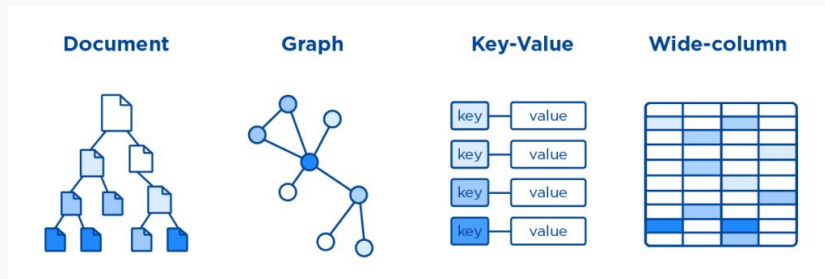 Document
Graph
Key-Value
Wide-column
key value
key value
key value
key value